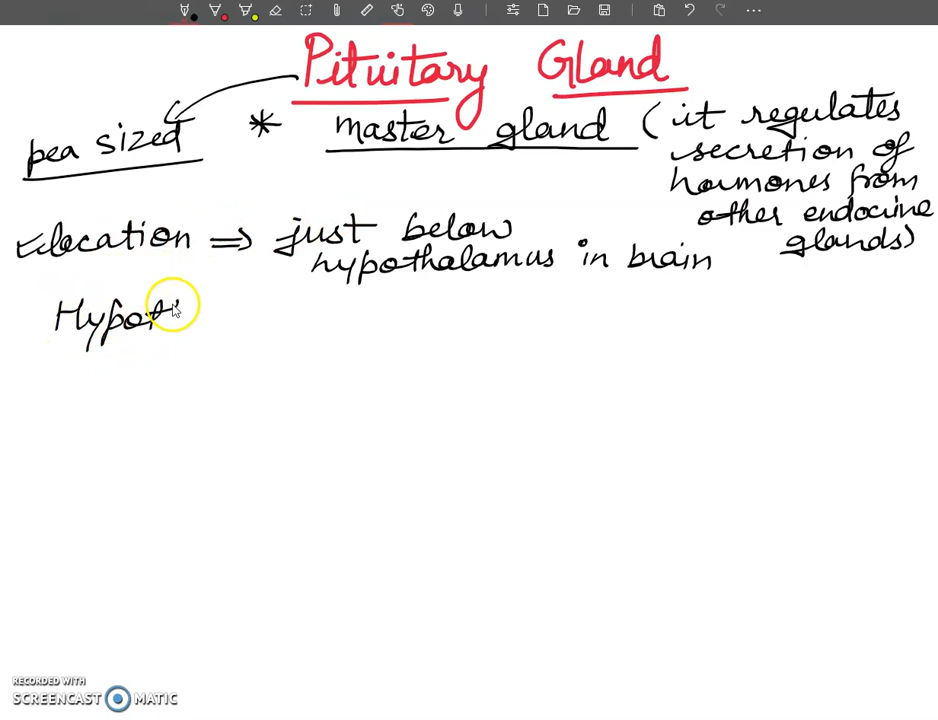 Pituitary Gland
pea sized * master gland (it regulates
secretion of
hormones from
other endocrine
glands)
location ⇒ just below
hypothalamus in brain
Hypot
RECORDED WITH
SCREENCAST MATIC